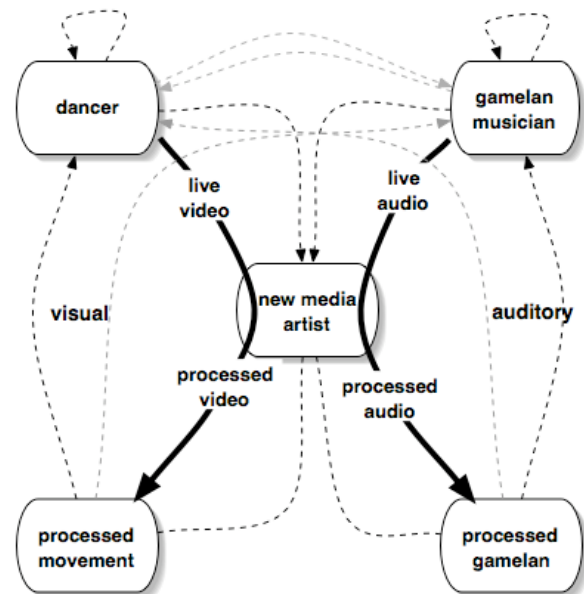 dancer
gamelan
musician
live
video
live
audio
visual
new media
artist
auditory
processed
video
processed
audio
processed
movement
processed
gamelan